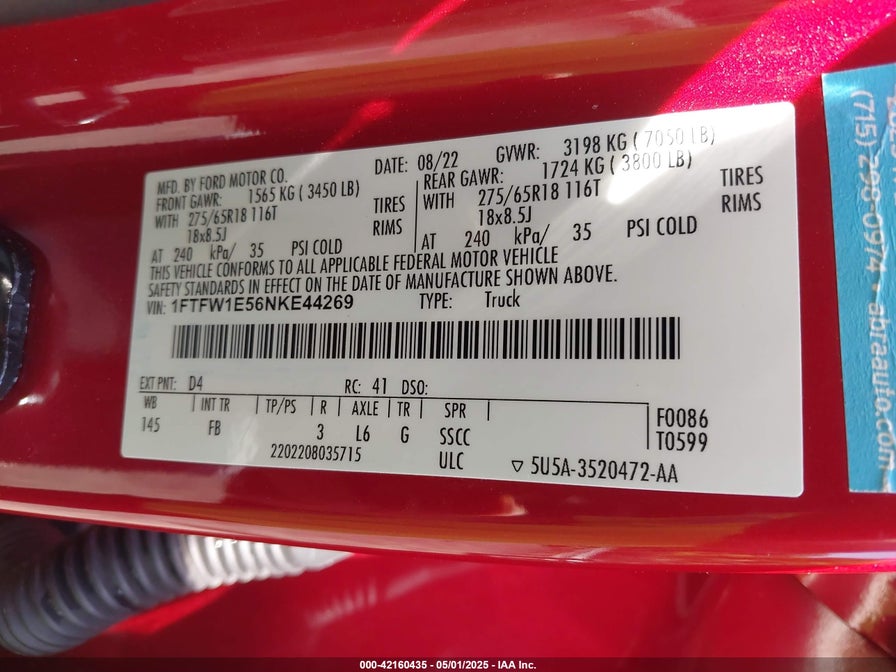 MFD. BY FORD MOTOR CO.
DATE: 08/22
GVWR: 3198 KG ( 7050 LB)
FRONT GAWR: 1565 KG ( 3450 LB)
WITH 275/65R18 116T TIRES
18x8.5J RIMS
AT 240 kPa/ 35 PSI COLD
REAR GAWR: 1724 KG ( 3800 LB)
WITH 275/65R18 116T TIRES
18x8.5J RIMS
AT 240 kPa/ 35 PSI COLD
THIS VEHICLE CONFORMS TO ALL APPLICABLE FEDERAL MOTOR VEHICLE
SAFETY STANDARDS IN EFFECT ON THE DATE OF MANUFACTURE SHOWN ABOVE.
VIN: 1FTFW1E56NKE44269 TYPE: Truck
EXT PNT: D4 RC: 41 DSO:
WB INT TR TP/PS R AXLE TR SPR
145 FB 3 L6 G SSCC
2202208035715 ULC
F0086
T0599
5U5A-3520472-AA
(715) 298-0974 • abraauto.com
000-42160435 - 05/01/2025 - IAA Inc.